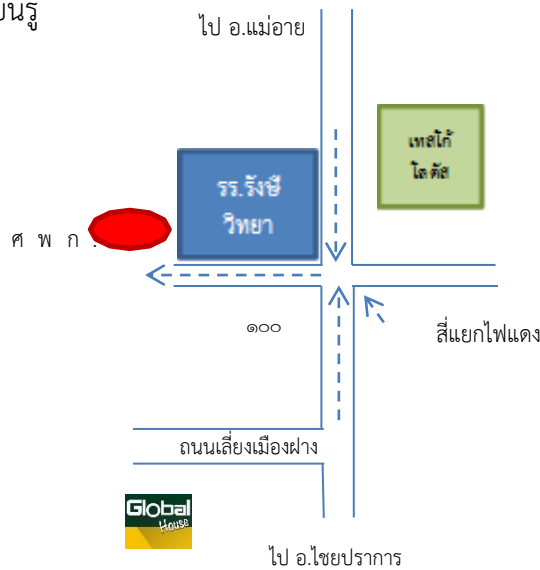 ยนรู้
ไป อ.แม่อาย
เทสโก้
โลตัส
รร.รังษี
วิทยา
ศ พ ก .
๑๐๐
สี่แยกไฟแดง
ถนนเลี่ยงเมืองฝาง
Global
House
ไป อ.ไชยปราการ